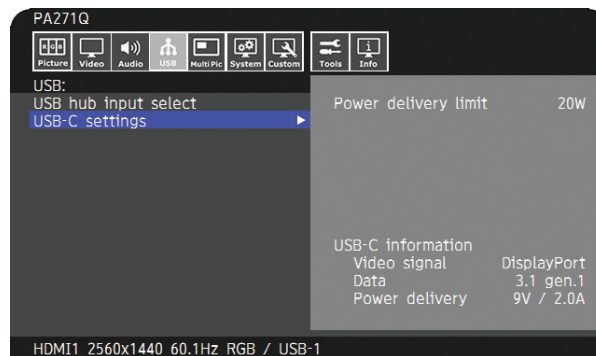 PA271Q
R G B
Picture Video Audio USB Multi Pic System Custom Tools Info
USB:
USB hub input select
USB-C settings
Power delivery limit 20W
USB-C information
Video signal DisplayPort
Data 3.1 gen.1
Power delivery 9V / 2.0A
HDMI1 2560x1440 60.1Hz RGB / USB-1